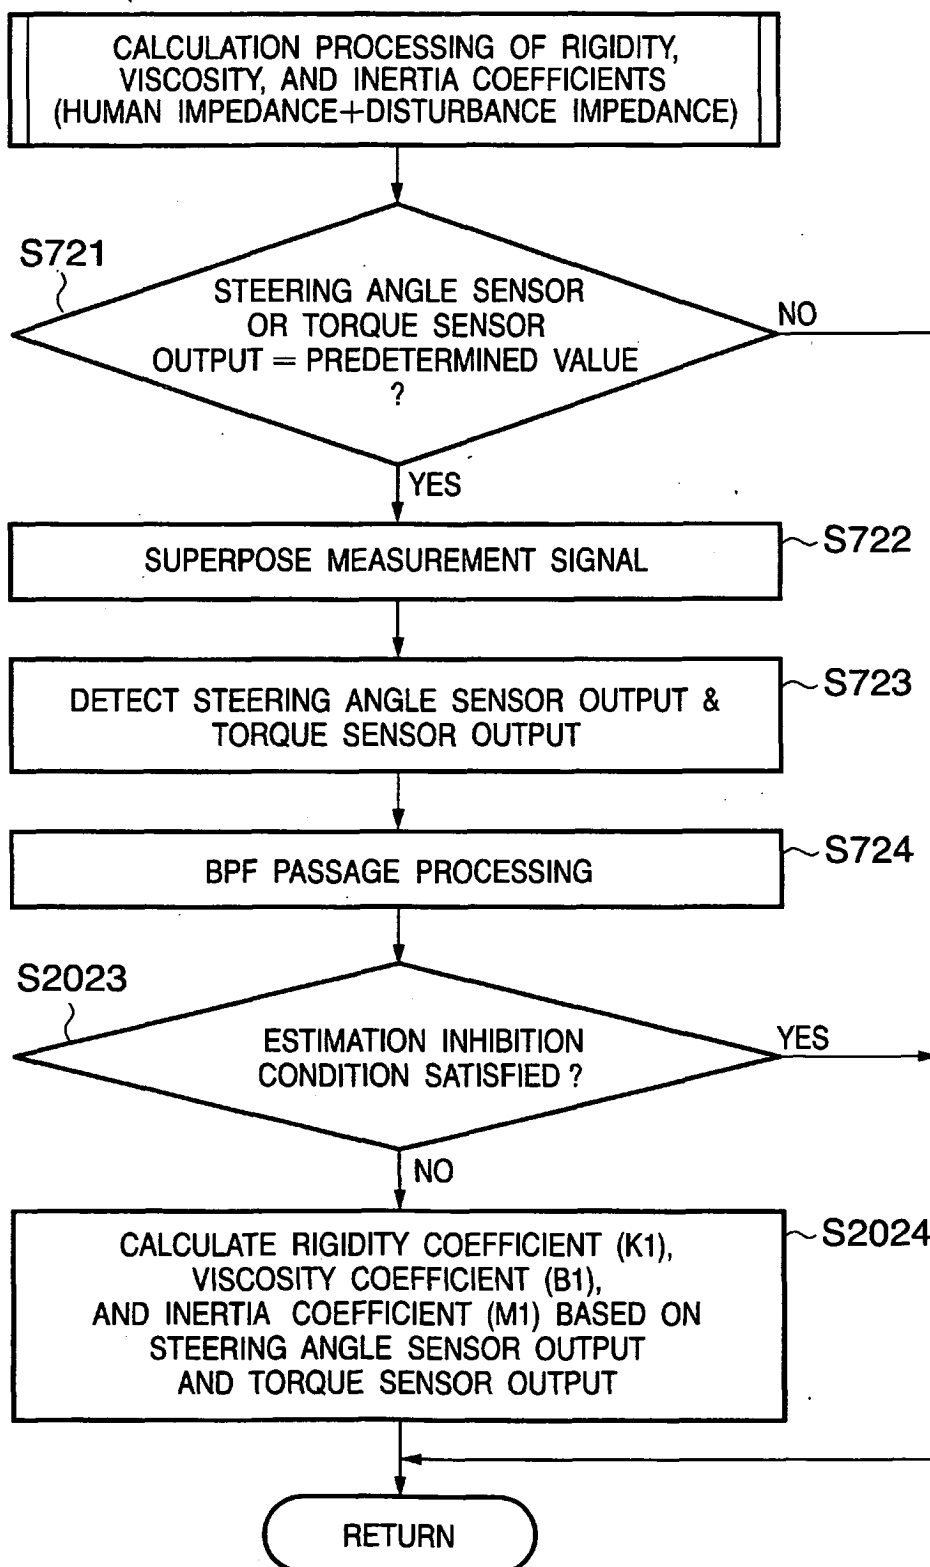 CALCULATION PROCESSING OF RIGIDITY,
VISCOSITY, AND INERTIA COEFFICIENTS
(HUMAN IMPEDANCE+DISTURBANCE IMPEDANCE)
S721
STEERING ANGLE SENSOR
OR TORQUE SENSOR
OUTPUT = PREDETERMINED VALUE
?
NO
YES
SUPERPOSE MEASUREMENT SIGNAL
S722
DETECT STEERING ANGLE SENSOR OUTPUT &
TORQUE SENSOR OUTPUT
S723
BPF PASSAGE PROCESSING
S724
S2023
ESTIMATION INHIBITION
CONDITION SATISFIED ?
YES
NO
CALCULATE RIGIDITY COEFFICIENT (K1),
VISCOSITY COEFFICIENT (B1),
AND INERTIA COEFFICIENT (M1) BASED ON
STEERING ANGLE SENSOR OUTPUT
AND TORQUE SENSOR OUTPUT
S2024
RETURN